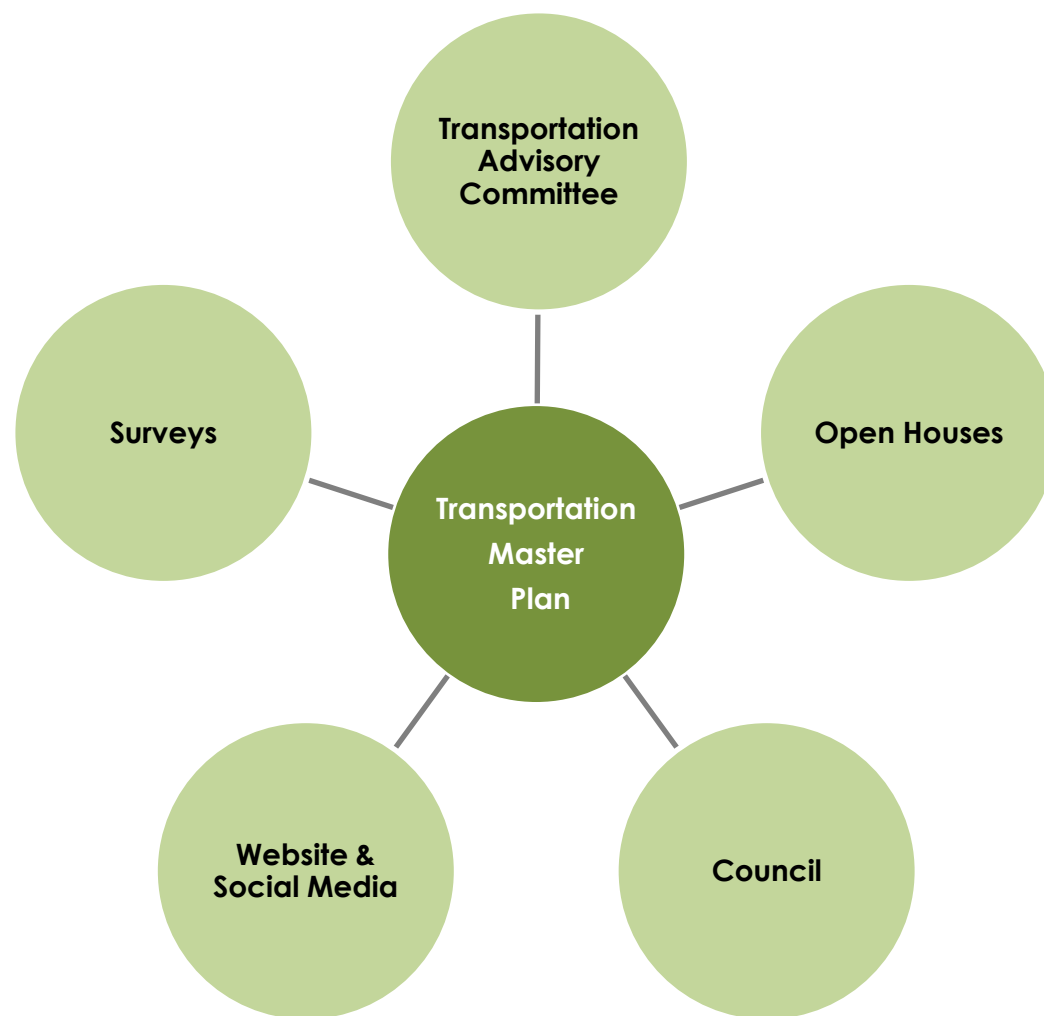 Transportation
Advisory
Committee
Surveys
Open Houses
Transportation
Master
Plan
Website &
Social Media
Council